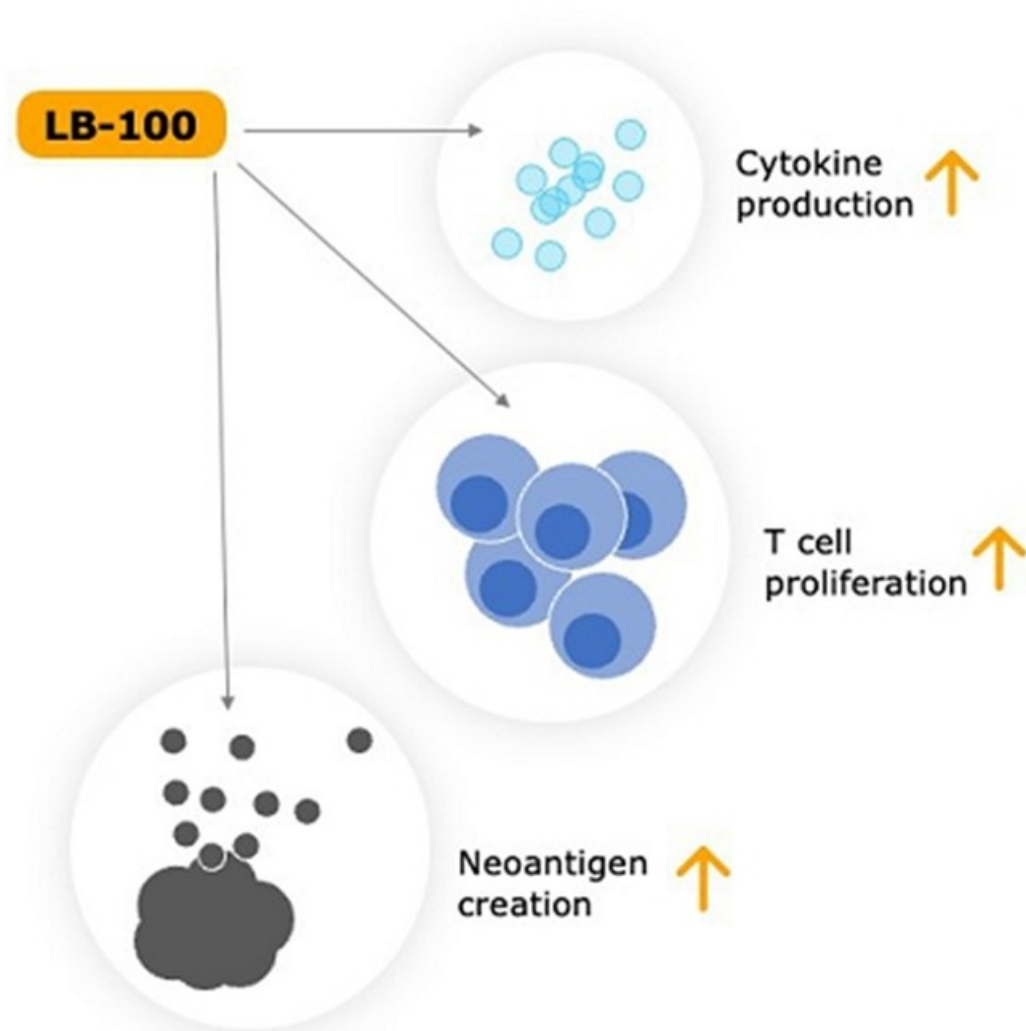 LB-100
Cytokine
production
T cell
proliferation
Neoantigen
creation